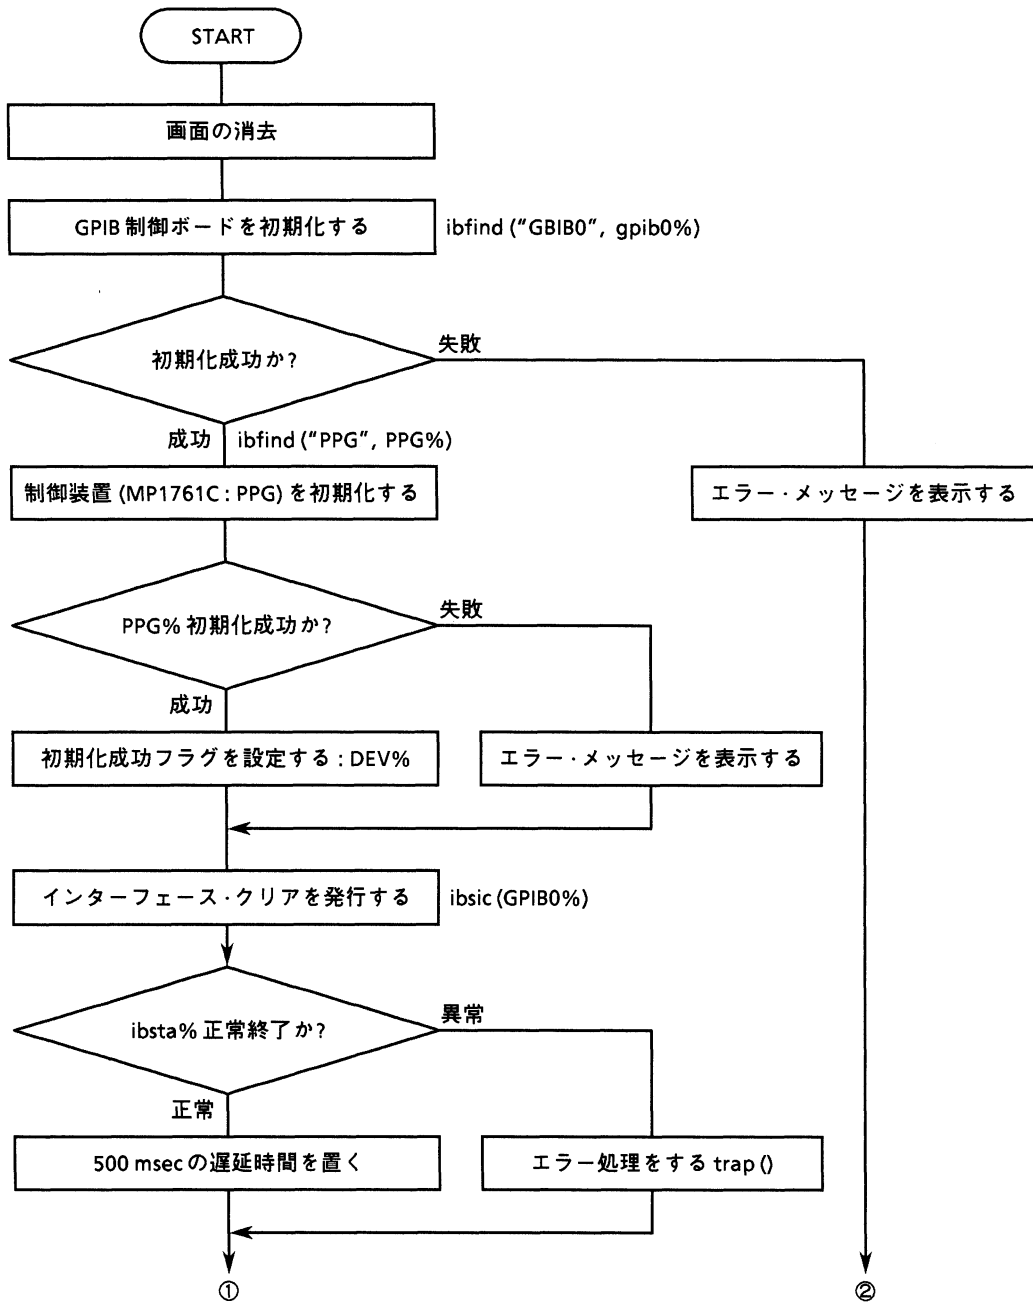 START
画面の消去
GPIB 制御ボードを初期化する
ibfind (“GBIB0”, gpib0%)
初期化成功か?
失敗
成功
ibfind (“PPG”, PPG%)
制御装置 (MP1761C : PPG) を初期化する
エラー・メッセージを表示する
PPG% 初期化成功か?
失敗
成功
初期化成功フラグを設定する : DEV%
エラー・メッセージを表示する
インターフェース・クリアを発行する
ibsic (GPIB0%)
ibsta% 正常終了か?
異常
正常
500 msec の遅延時間を置く
エラー処理をする trap ()
①
②